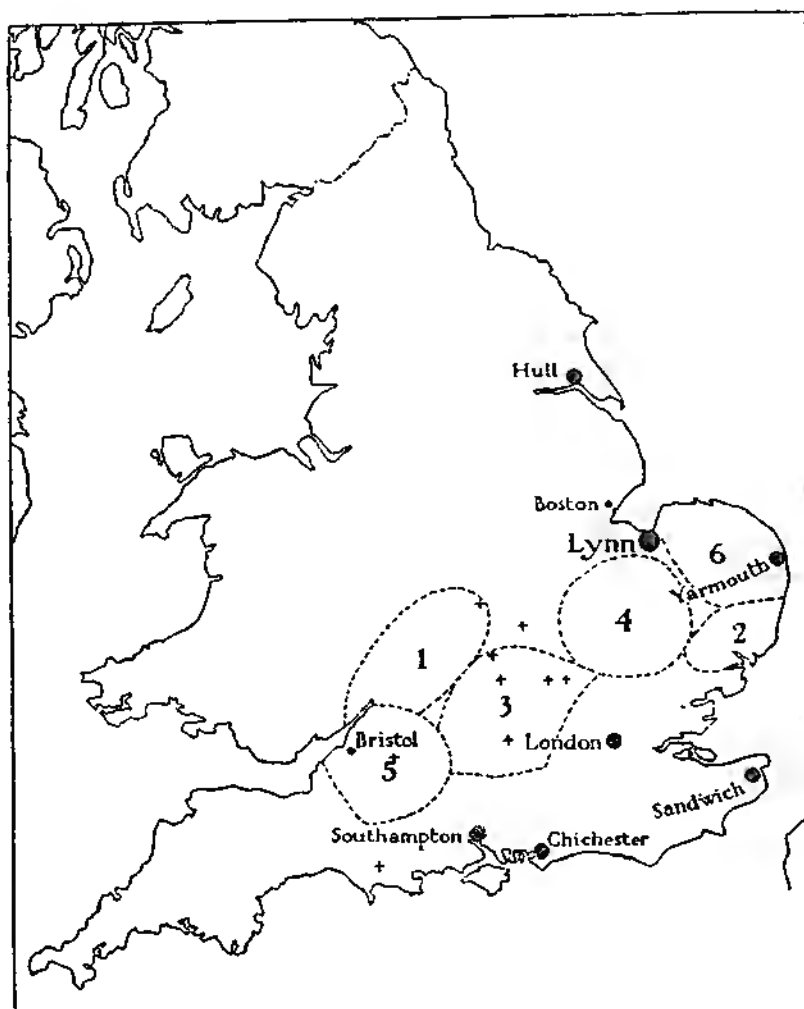 Hull
Boston
Lynn
6
Yarmouth
4
2
1
3
Bristol
London
5
Sandwich
Southampton
Chichester